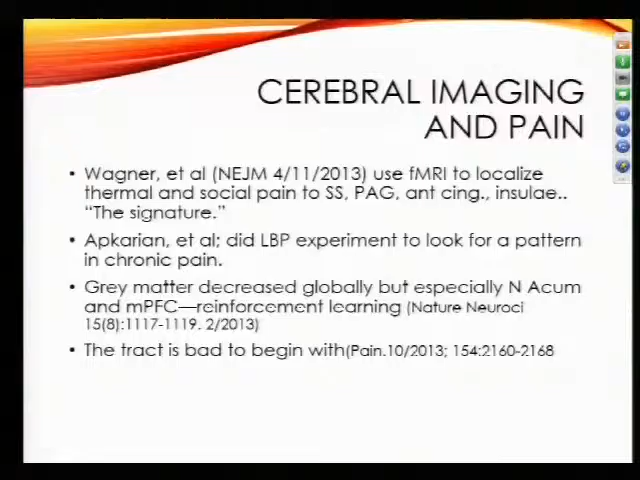 CEREBRAL IMAGING
AND PAIN
• Wagner, et al (NEJM 4/11/2013) use fMRI to localize
thermal and social pain to SS, PAG, ant cing., insulae..
"The signature."
• Apkarian, et al; did LBP experiment to look for a pattern
in chronic pain.
• Grey matter decreased globally but especially N Acum
and mPFC—reinforcement learning (Nature Neuroci
15(8):1117-1119. 2/2013)
• The tract is bad to begin with(Pain.10/2013; 154:2160-2168